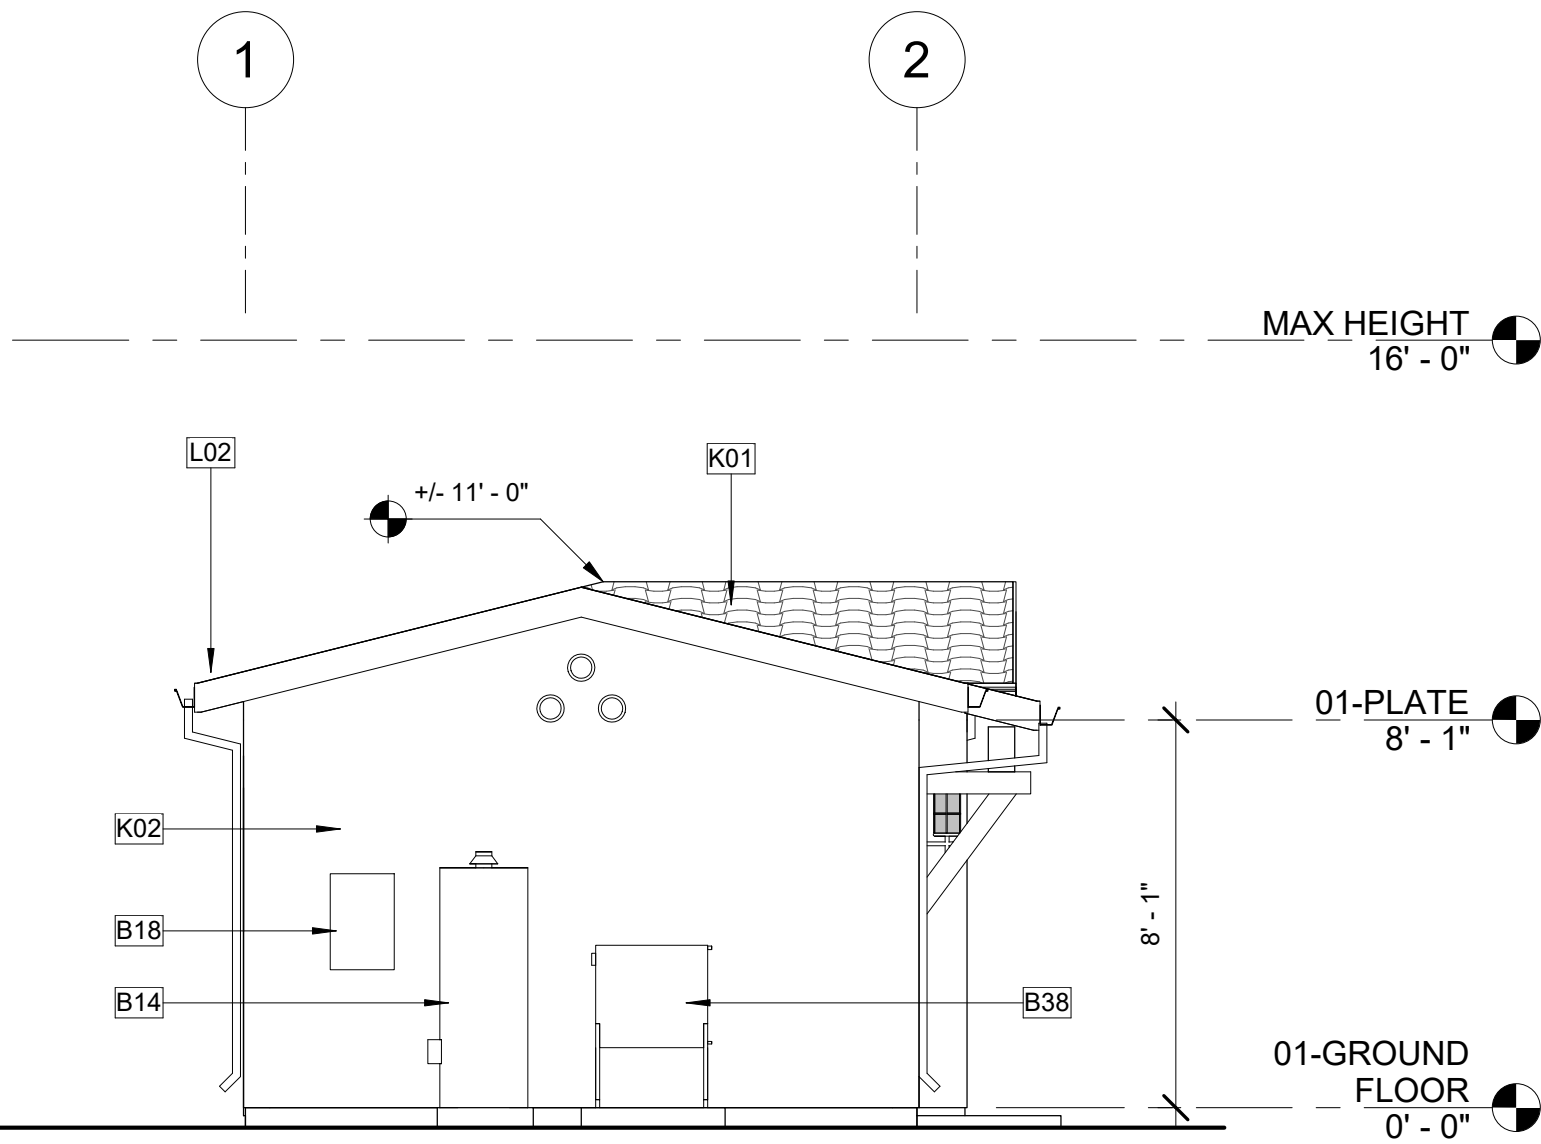 1
2
MAX HEIGHT
16' - 0"
L02
K01
+/- 11' - 0"
01-PLATE
8' - 1"
K02
B18
8' - 1"
B14
B38
01-GROUND
FLOOR
0' - 0"